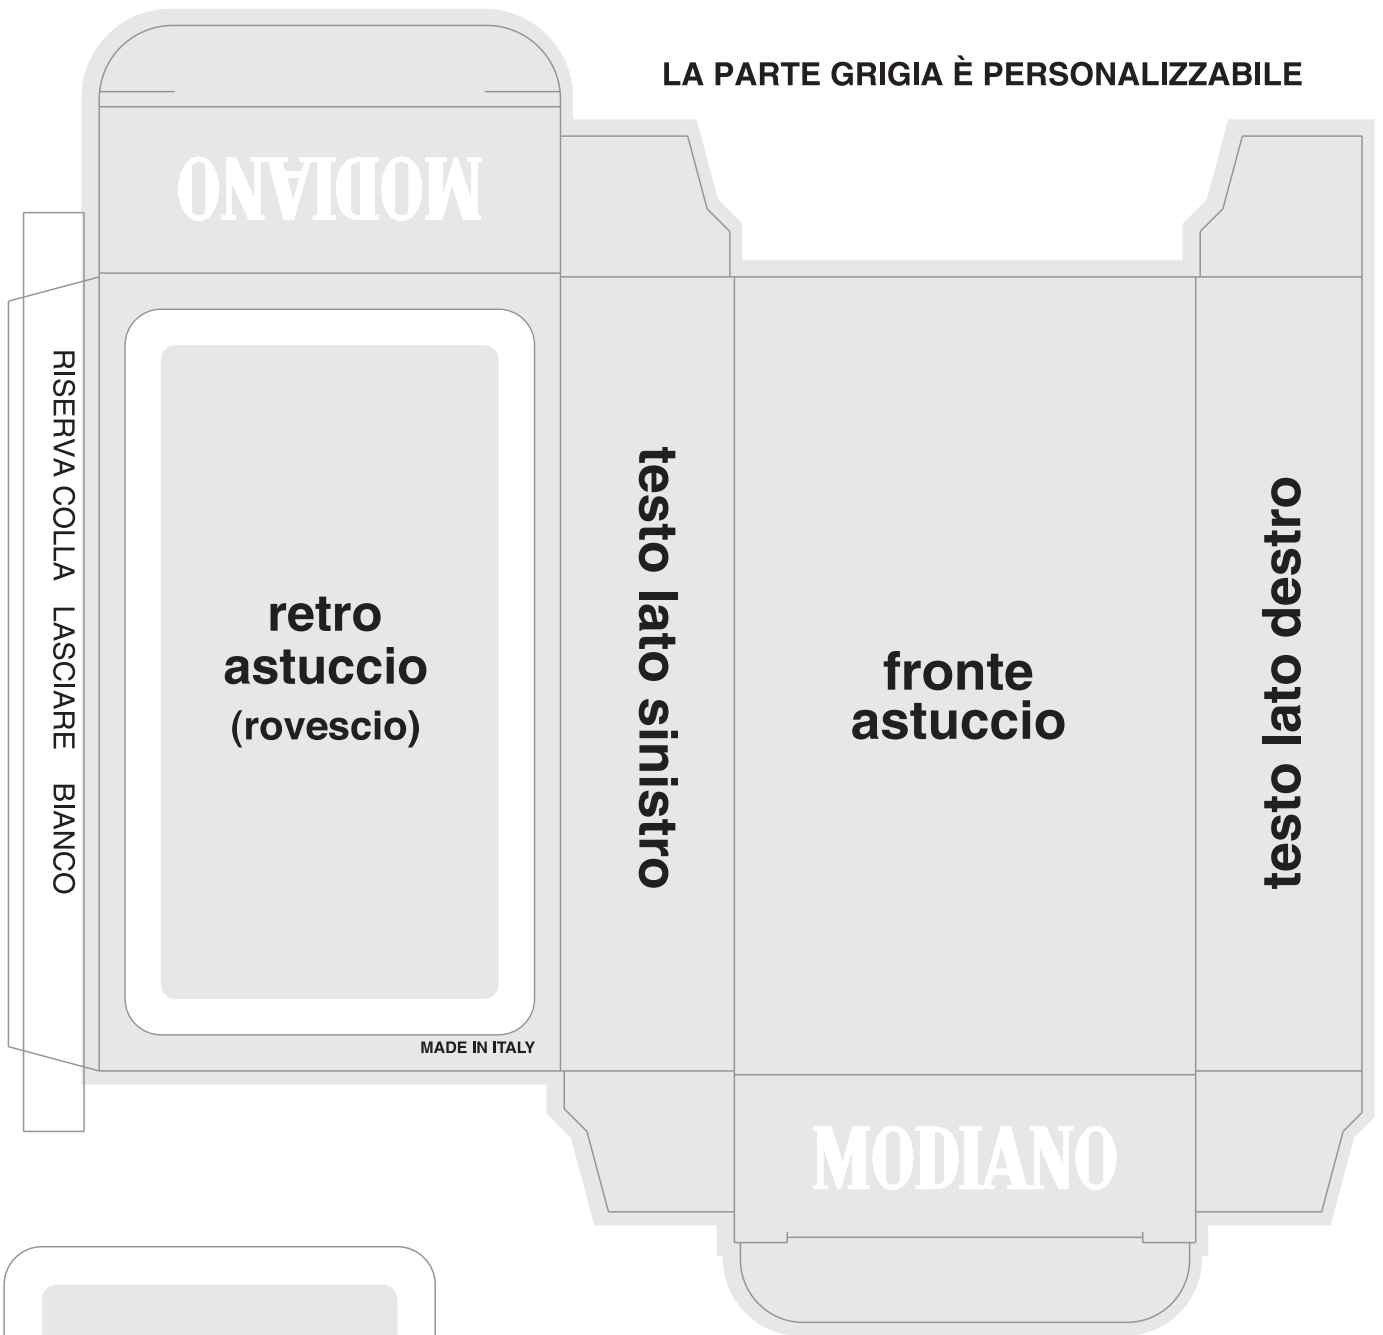 LA PARTE GRIGIA È PERSONALIZZABILE
MODIANO
RISERVA COLLA LASCIARE BIANCO
retro
astuccio
(rovescio)
testo lato sinistro
fronte
astuccio
testo lato destro
MADE IN ITALY
MODIANO